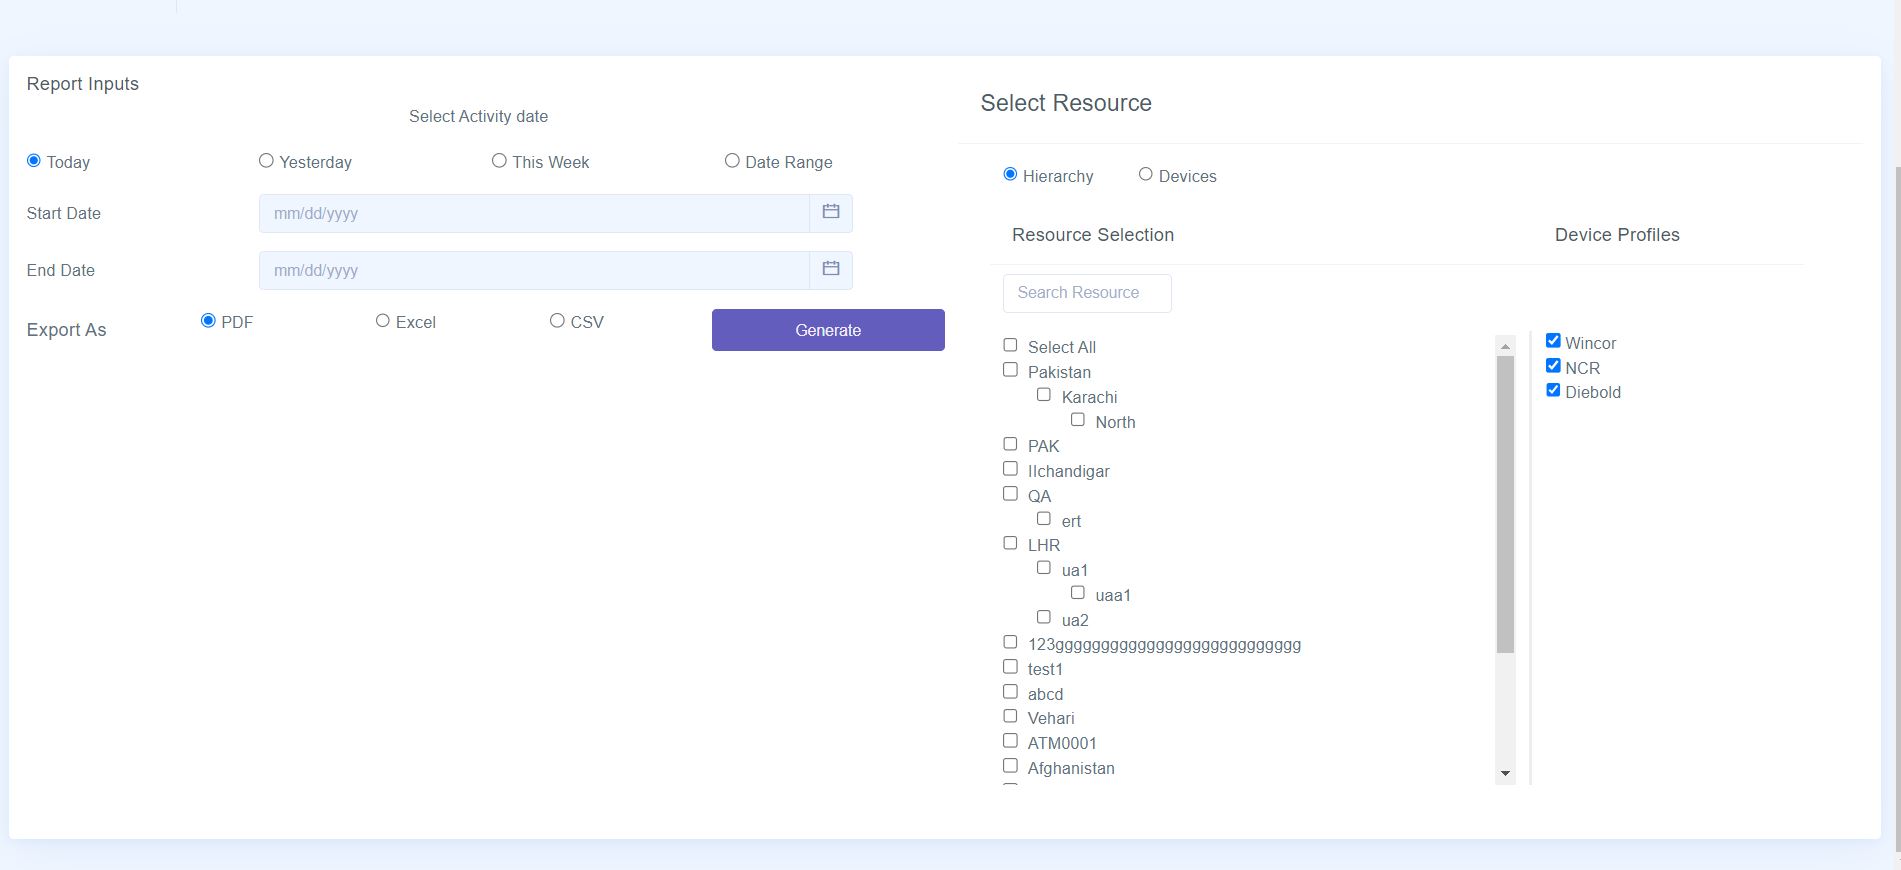 Report Inputs
Select Activity date
Today
Yesterday
This Week
Date Range
Start Date
mm/dd/yyyy
End Date
mm/dd/yyyy
Export As
PDF
Excel
CSV
Generate
Select Resource
Hierarchy
Devices
Resource Selection
Device Profiles
Search Resource
Select All
Pakistan
Karachi
North
PAK
IIchandigar
QA
ert
LHR
ua1
uaa1
ua2
123ggggggggggggggggggggggggggg
test1
abcd
Vehari
ATM0001
Afghanistan
Wincor
NCR
Diebold